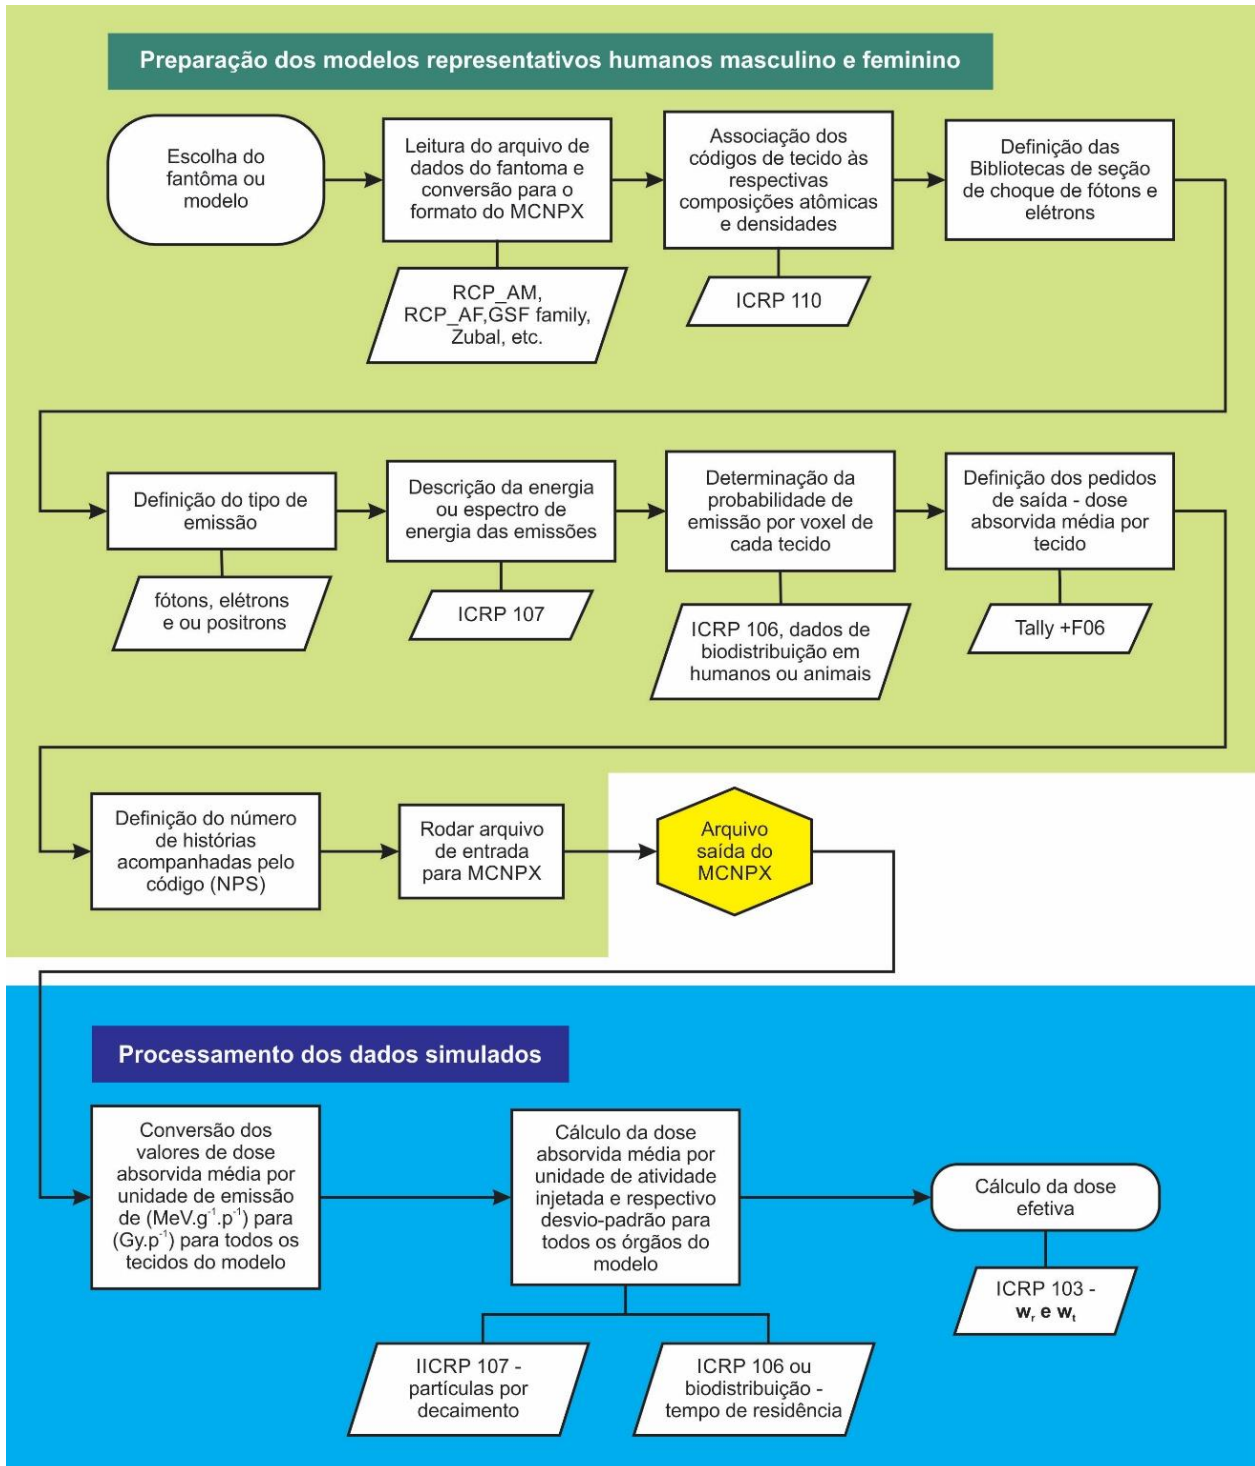 Preparação dos modelos representativos humanos masculino e feminino
Escolha do
fantôma ou
modelo
Leitura do arquivo de
dados do fantoma e
conversão para o
formato do MCNPX
Associação dos
códigos de tecido às
respectivas
composições atômicas
e densidades
Definição das
Bibliotecas de seção
de choque de fótons e
elétrons
RCP_AM,
RCP_AF,GSF family,
Zubal, etc.
ICRP 110
Definição do tipo de
emissão
Descrição da energia
ou espectro de
energia das emissões
Determinação da
probabilidade de
emissão por voxel de
cada tecido
Definição dos pedidos
de saída - dose
absorvida média por
tecido
fótons, elétrons
e ou positrons
ICRP 107
ICRP 106, dados de
biodistribuição em
humanos ou animais
Tally +F06
Definição do número
de histórias
acompanhadas pelo
código (NPS)
Rodar arquivo
de entrada
para MCNPX
Arquivo
saída do
MCNPX
Processamento dos dados simulados
Conversão dos
valores de dose
absorvida média por
unidade de emissão
de (MeV.g⁻¹.p⁻¹) para
(Gy.p⁻¹) para todos os
tecidos do modelo
Cálculo da dose
absorvida média por
unidade de atividade
injetada e respectivo
desvio-padrão para
todos os órgãos do
modelo
Cálculo da dose
efetiva
ICRP 103 -
wᵣ e wₜ
IICRP 107 -
partículas por
decaimento
ICRP 106 ou
biodistribuição -
tempo de residência